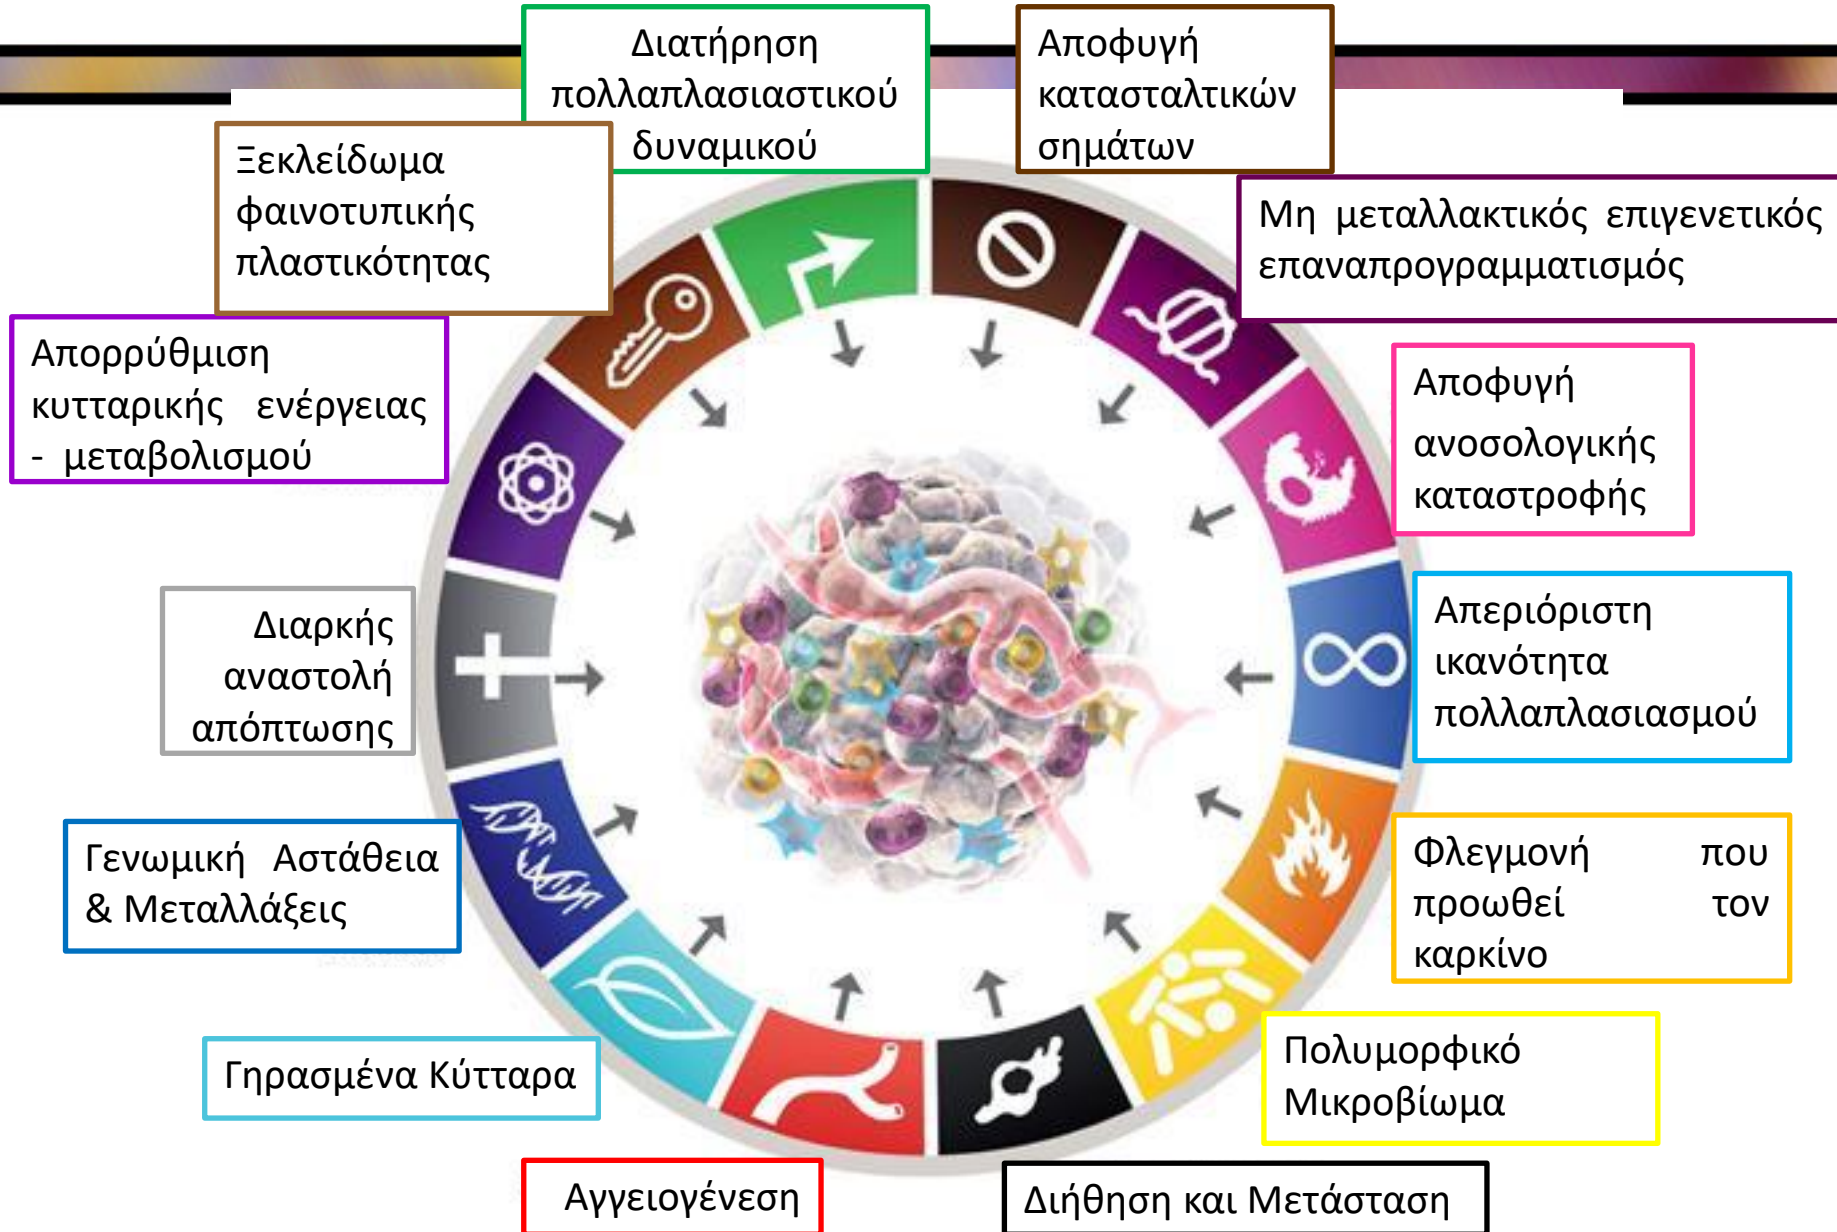 Διατήρηση
πολλαπλασιαστικού
δυναμικού
Αποφυγή
κατασταλτικών
σημάτων
Ξεκλείδωμα
φαινοτυπικής
πλαστικότητας
Μη μεταλλακτικός επιγενετικός
επαναπρογραμματισμός
Απορρύθμιση
κυτταρικής ενέργειας
- μεταβολισμού
Αποφυγή
ανοσολογικής
καταστροφής
Διαρκής
αναστολή
απόπτωσης
Απεριόριστη
ικανότητα
πολλαπλασιασμού
Γενωμική Αστάθεια
& Μεταλλάξεις
Φλεγμονή που
προωθεί τον
καρκίνο
Γηρασμένα Κύτταρα
Πολυμορφικό
Μικροβίωμα
Αγγειογένεση
Διήθηση και Μετάσταση